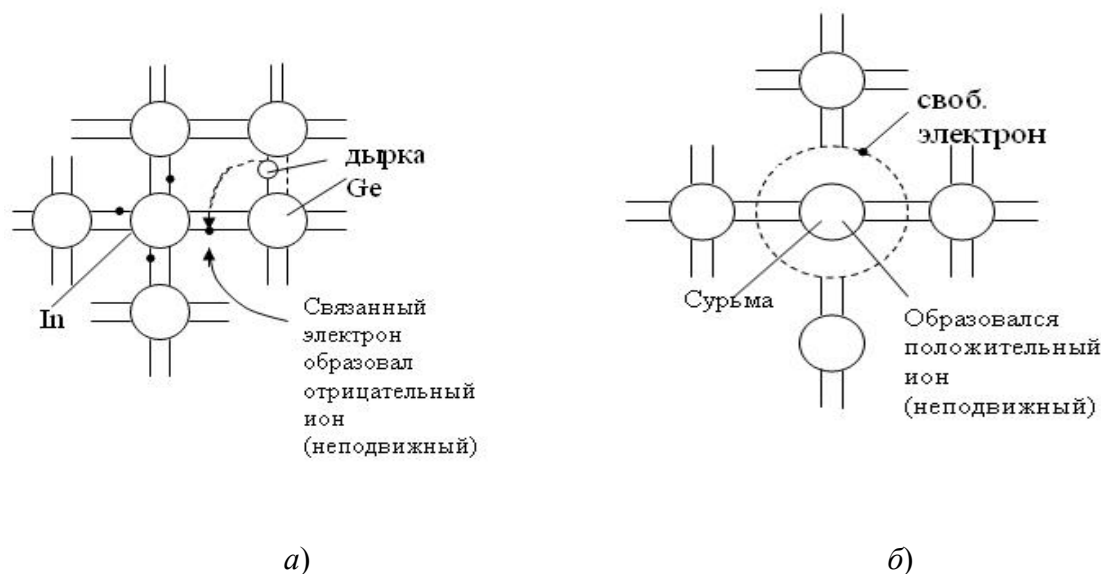 дырка
Ge
In
Связанный
электрон
образовал
отрицательный
ион
(неподвижный)
а)
своб.
электрон
Сурьма
Образовался
положительный
ион
(неподвижный)
б)